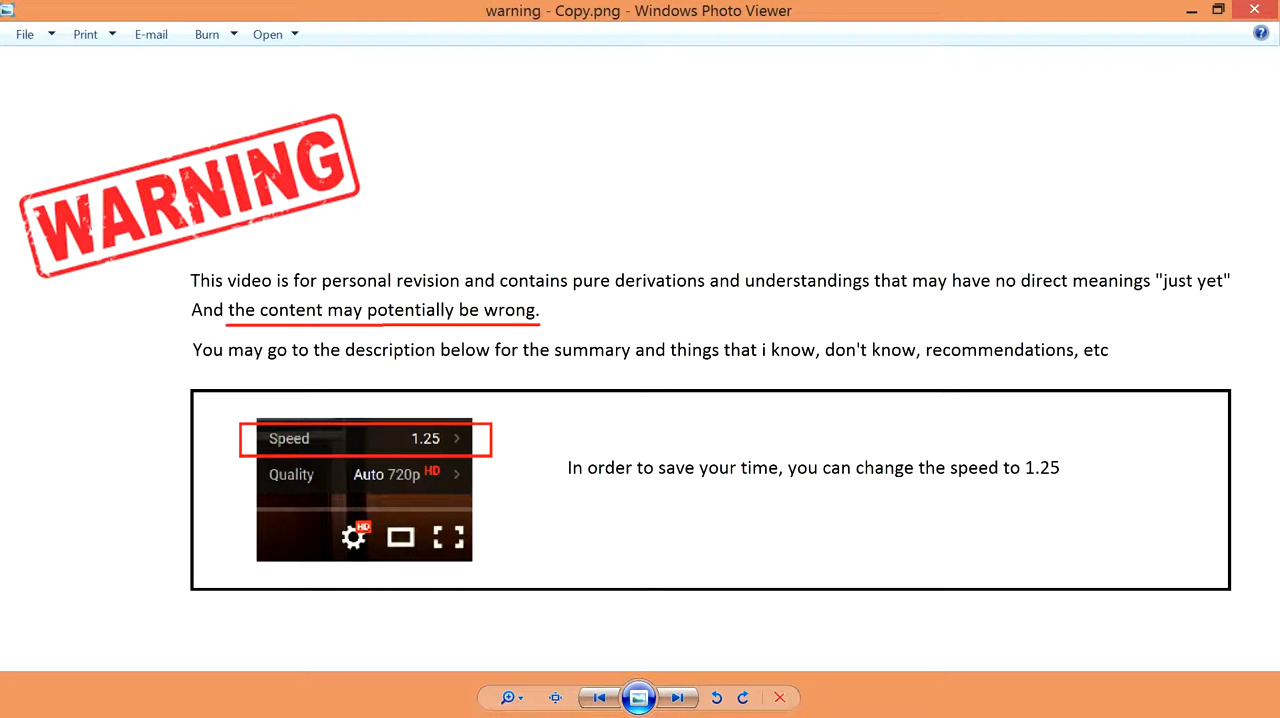 warning - Copy.png - Windows Photo Viewer
File Print E-mail Burn Open
WARNING
This video is for personal revision and contains pure derivations and understandings that may have no direct meanings "just yet"
And the content may potentially be wrong.
You may go to the description below for the summary and things that i know, don't know, recommendations, etc
Speed 1.25
Quality Auto 720p HD
HD
In order to save your time, you can change the speed to 1.25